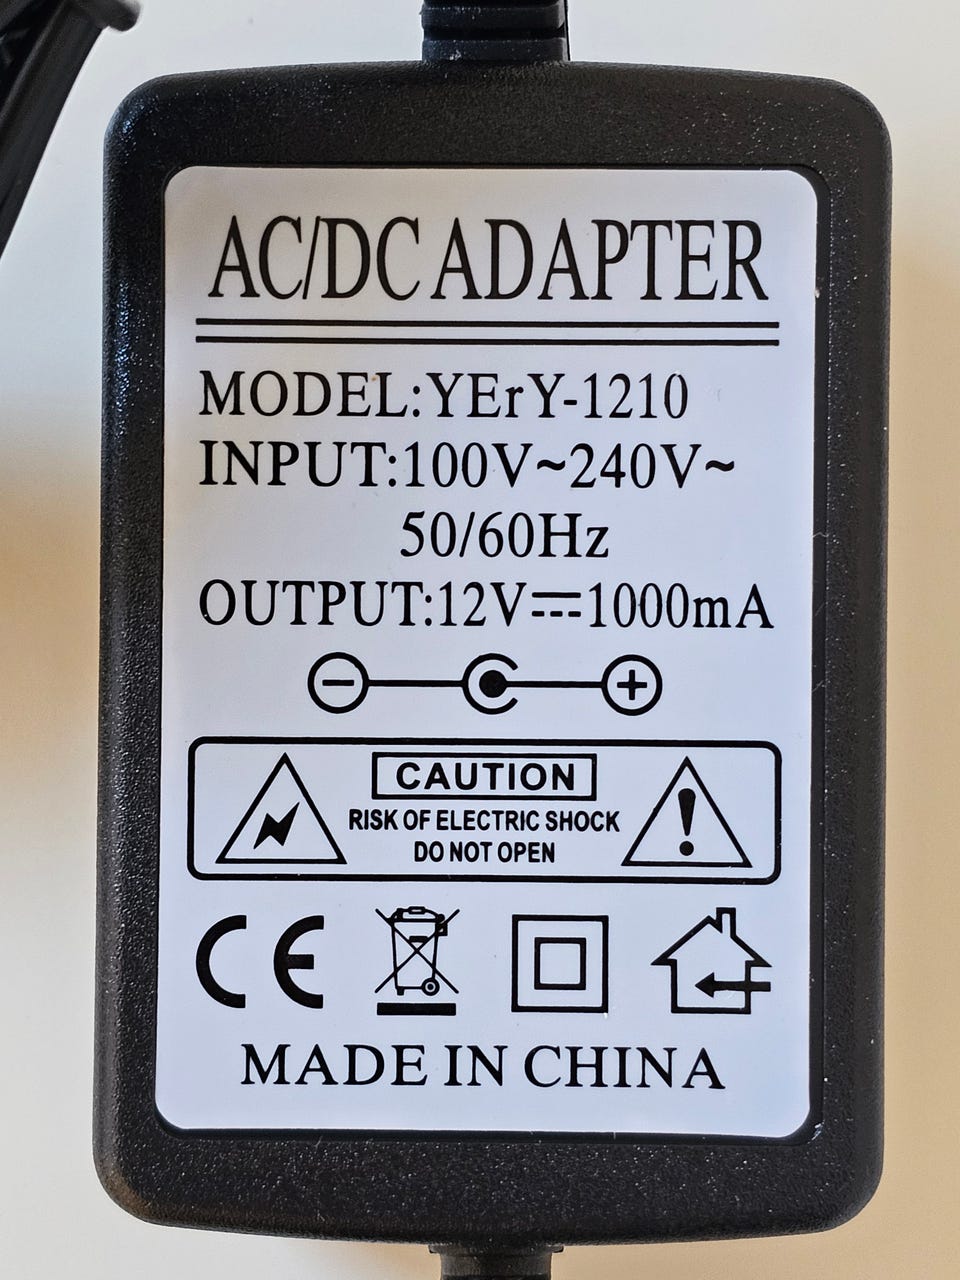 AC/DC ADAPTER
MODEL:YErY-1210
INPUT:100V~240V~
50/60Hz
OUTPUT:12V⎓1000mA
CAUTION
RISK OF ELECTRIC SHOCK
DO NOT OPEN
CE
MADE IN CHINA